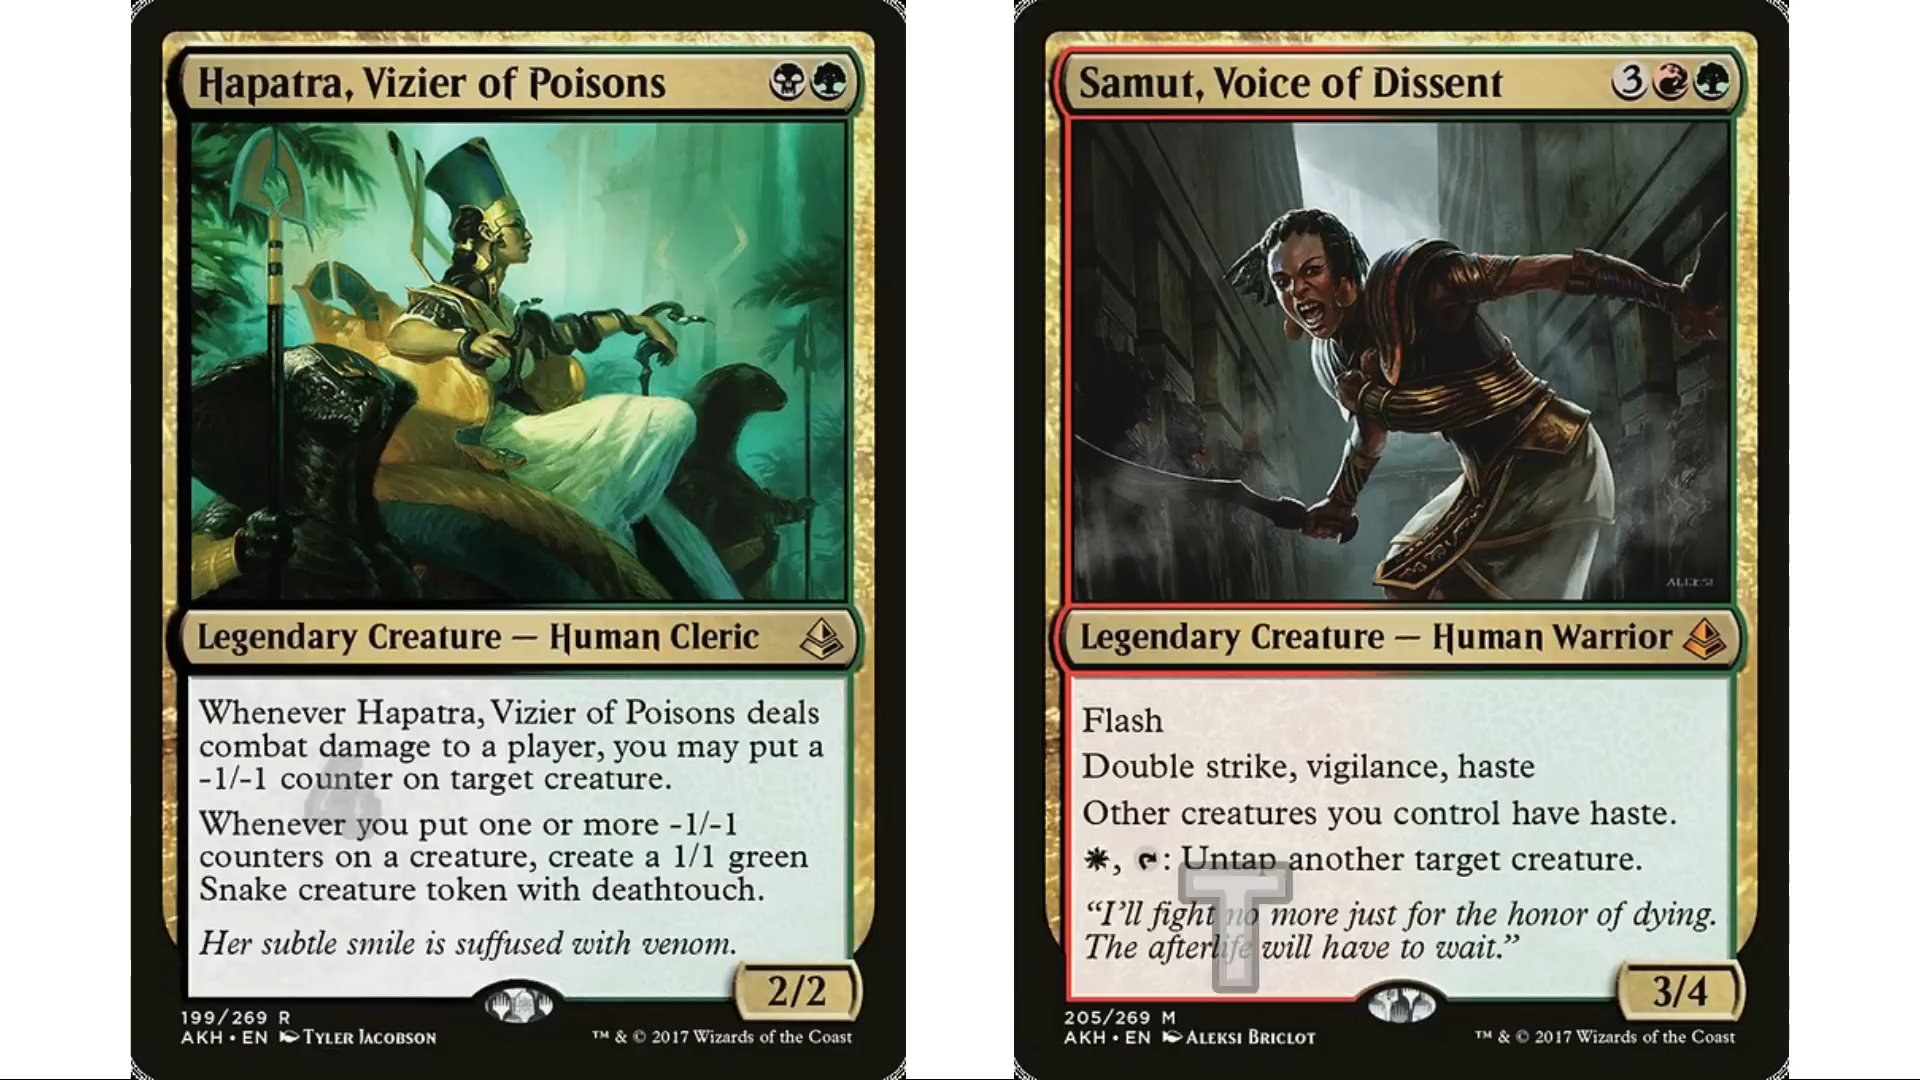 Hapatra, Vizier of Poisons
Legendary Creature — Human Cleric
Whenever Hapatra, Vizier of Poisons deals
combat damage to a player, you may put a
-1/-1 counter on target creature.
Whenever you put one or more -1/-1
counters on a creature, create a 1/1 green
Snake creature token with deathtouch.
Her subtle smile is suffused with venom.
2/2
199/269 R
AKH • EN TYLER JACOBSON
™ & © 2017 Wizards of the Coast
4
Samut, Voice of Dissent
3
ALEKSI
Legendary Creature — Human Warrior
Flash
Double strike, vigilance, haste
Other creatures you control have haste.
, : Untap another target creature.
“I’ll fight no more just for the honor of dying.
The afterlife will have to wait.”
3/4
205/269 M
AKH • EN ALEKSI BRICLOT
™ & © 2017 Wizards of the Coast
T